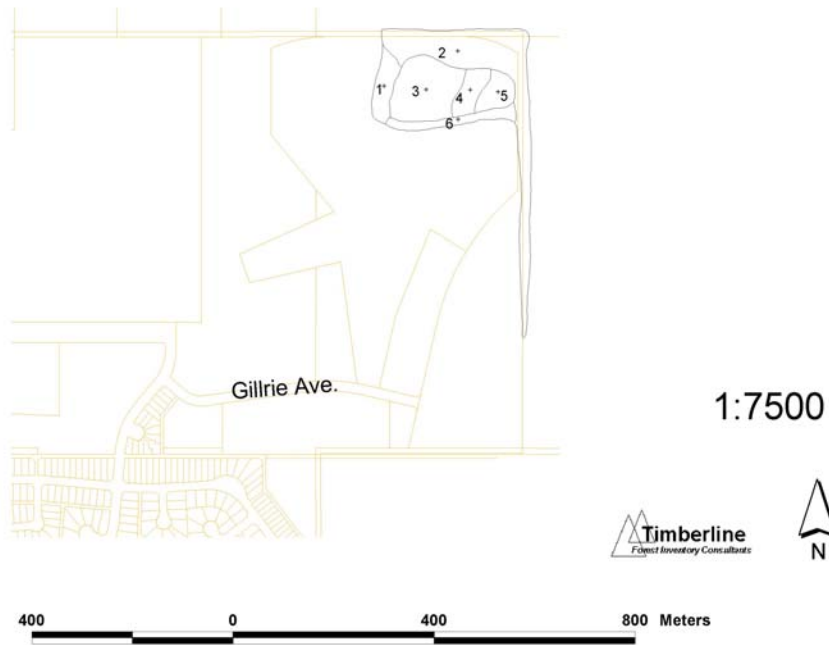 2
1
3
4
5
6
Gillrie Ave.
1:7500
Timberline
Forest Inventory Consultants
N
400 0 400 800 Meters